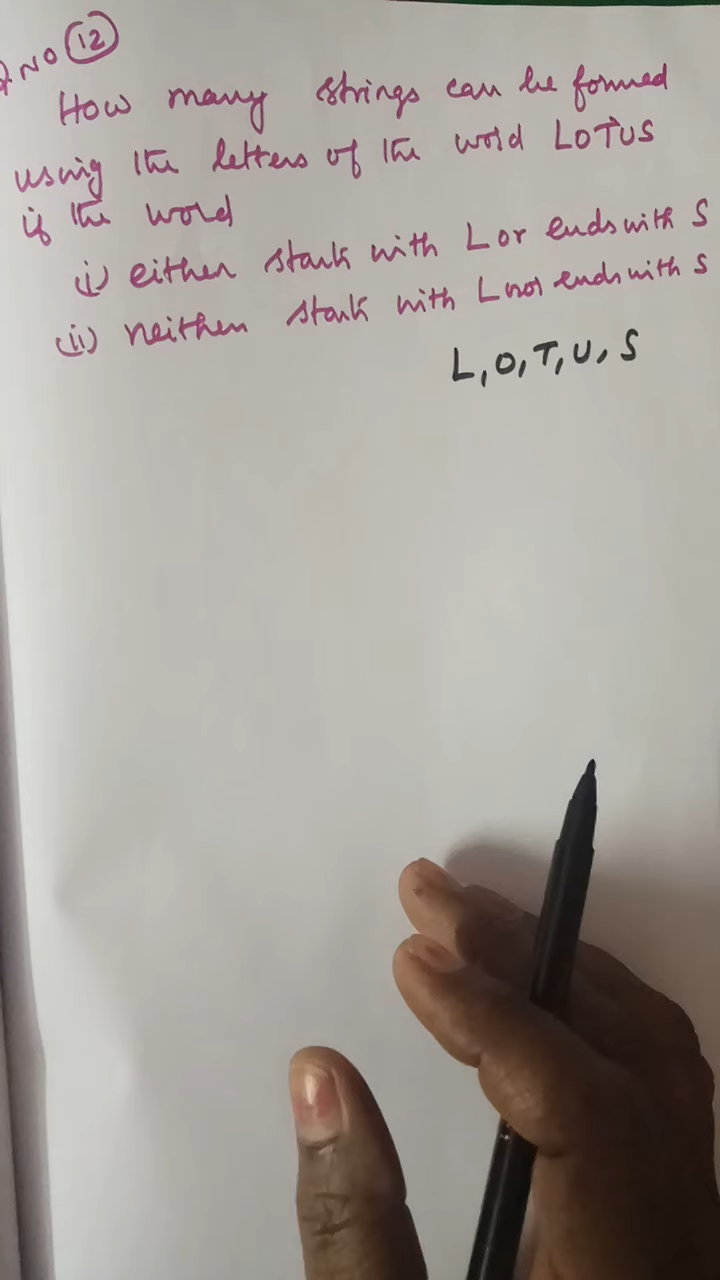 Q NO 12
How many strings can be formed
using the letters of the word LOTUS
if the word
(i) either starts with L or ends with S
(ii) neither starts with L nor ends with S
L, O, T, U, S